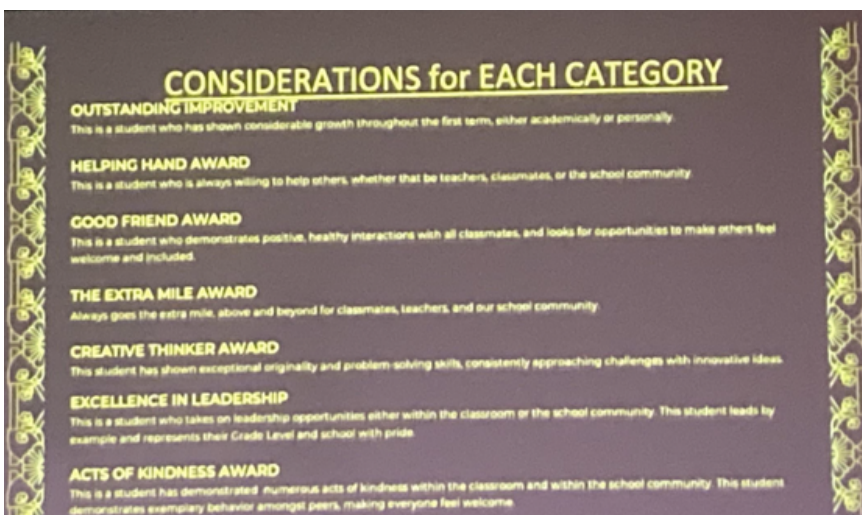 CONSIDERATIONS for EACH CATEGORY
OUTSTANDING IMPROVEMENT
This is a student who has shown considerable growth throughout the first term, either academically or personally.
HELPING HAND AWARD
This is a student who is always willing to help others, whether that be teachers, classmates, or the school community.
GOOD FRIEND AWARD
This is a student who demonstrates positive, healthy interactions with all classmates, and looks for opportunities to make others feel
welcome and included.
THE EXTRA MILE AWARD
Always goes the extra mile, above and beyond for classmates, teachers, and our school community.
CREATIVE THINKER AWARD
This student has shown exceptional originality and problem-solving skills, consistently approaching challenges with innovative ideas.
EXCELLENCE IN LEADERSHIP
This is a student who takes on leadership opportunities either within the classroom or the school community. This student leads by
example and represents their Grade Level and school with pride.
ACTS OF KINDNESS AWARD
This is a student has demonstrated numerous acts of kindness within the classroom and within the school community. This student
demonstrates exemplary behavior amongst peers, making everyone feel welcome.